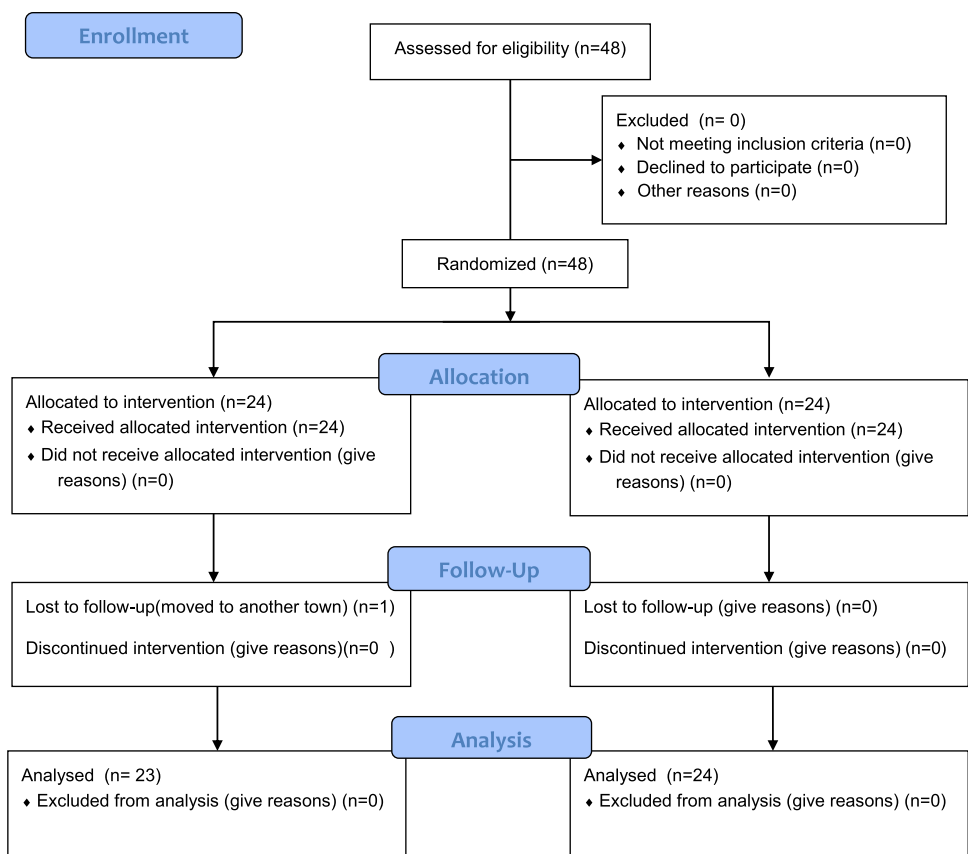 Enrollment
Assessed for eligibility (n=48)
Excluded (n= 0)
♦ Not meeting inclusion criteria (n=0)
♦ Declined to participate (n=0)
♦ Other reasons (n=0)
Randomized (n=48)
Allocation
Allocated to intervention (n=24)
♦ Received allocated intervention (n=24)
♦ Did not receive allocated intervention (give
reasons) (n=0)
Allocated to intervention (n=24)
♦ Received allocated intervention (n=24)
♦ Did not receive allocated intervention (give
reasons) (n=0)
Follow-Up
Lost to follow-up(moved to another town) (n=1)
Discontinued intervention (give reasons)(n=0 )
Lost to follow-up (give reasons) (n=0)
Discontinued intervention (give reasons) (n=0)
Analysis
Analysed (n= 23)
♦ Excluded from analysis (give reasons) (n=0)
Analysed (n=24)
♦ Excluded from analysis (give reasons) (n=0)